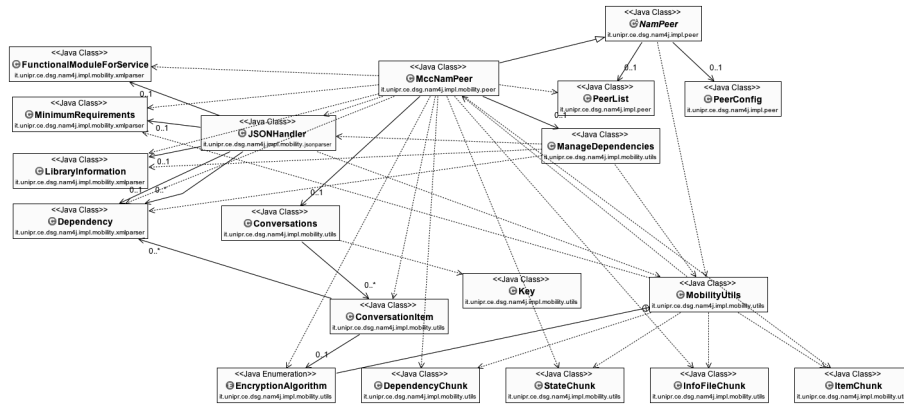 <<Java Class>>
NamPeer
it.unipr.ce.dsg.nam4j.impl.peer
<<Java Class>>
FunctionalModuleForService
it.unipr.ce.dsg.nam4j.impl.mobility.xmlparser
<<Java Class>>
MccNamPeer
it.unipr.ce.dsg.nam4j.impl.mobility.peer
0..1
0..1
<<Java Class>>
PeerList
it.unipr.ce.dsg.nam4j.impl.peer
<<Java Class>>
PeerConfig
it.unipr.ce.dsg.nam4j.impl.peer
0..1
<<Java Class>>
MinimumRequirements
it.unipr.ce.dsg.nam4j.impl.mobility.xmlparser
0..1
<<Java Class>>
JSONHandler
it.unipr.ce.dsg.nam4j.impl.mobility.jsonparser
0..1
<<Java Class>>
ManageDependencies
it.unipr.ce.dsg.nam4j.impl.mobility.utils
<<Java Class>>
LibraryInformation
it.unipr.ce.dsg.nam4j.impl.mobility.xmlparser
0..1
0..1
0..*
0..1
<<Java Class>>
Dependency
it.unipr.ce.dsg.nam4j.impl.mobility.xmlparser
<<Java Class>>
Conversations
it.unipr.ce.dsg.nam4j.impl.mobility.utils
0..*
0..*
<<Java Class>>
Key
it.unipr.ce.dsg.nam4j.impl.mobility.utils
<<Java Class>>
MobilityUtils
it.unipr.ce.dsg.nam4j.impl.mobility.utils
<<Java Class>>
ConversationItem
it.unipr.ce.dsg.nam4j.impl.mobility.utils
0..1
<<Java Enumeration>>
EncryptionAlgorithm
it.unipr.ce.dsg.nam4j.impl.mobility.utils
<<Java Class>>
DependencyChunk
it.unipr.ce.dsg.nam4j.impl.mobility.utils
<<Java Class>>
StateChunk
it.unipr.ce.dsg.nam4j.impl.mobility.utils
<<Java Class>>
InfoFileChunk
it.unipr.ce.dsg.nam4j.impl.mobility.utils
<<Java Class>>
ItemChunk
it.unipr.ce.dsg.nam4j.impl.mobility.utils